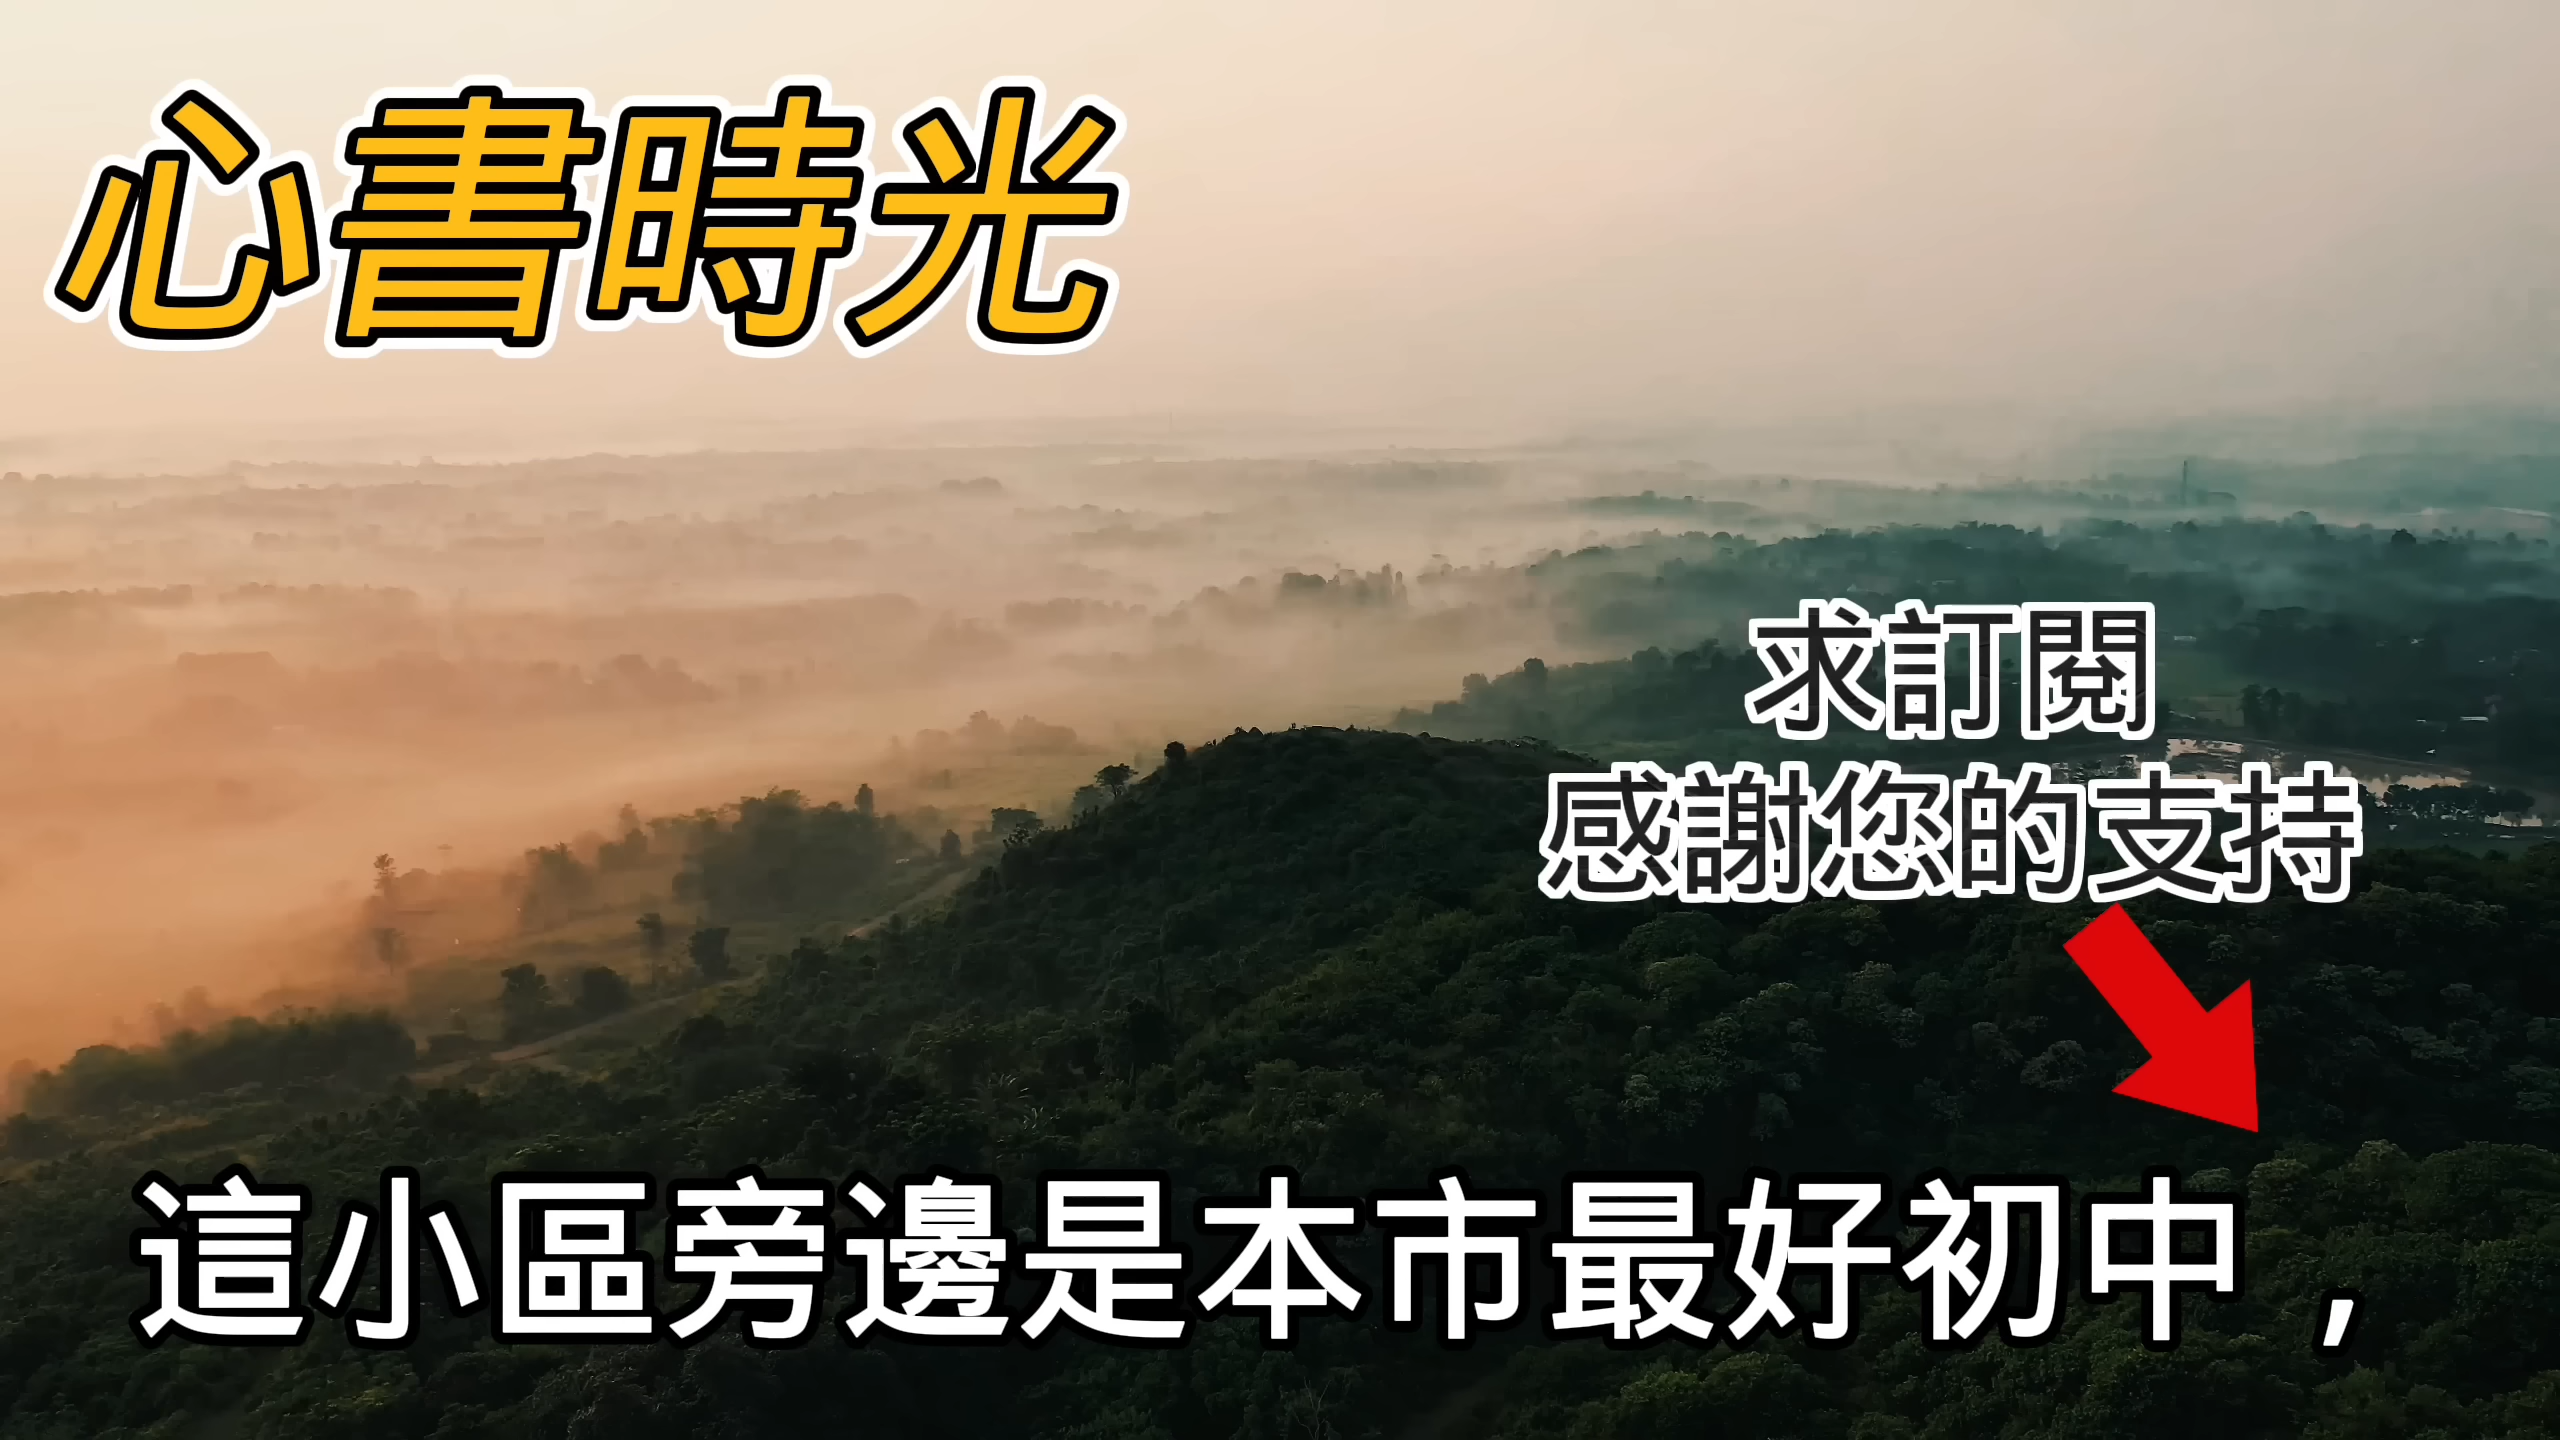 心書時光
求訂閱
感謝您的支持
這小區旁邊是本市最好初中，